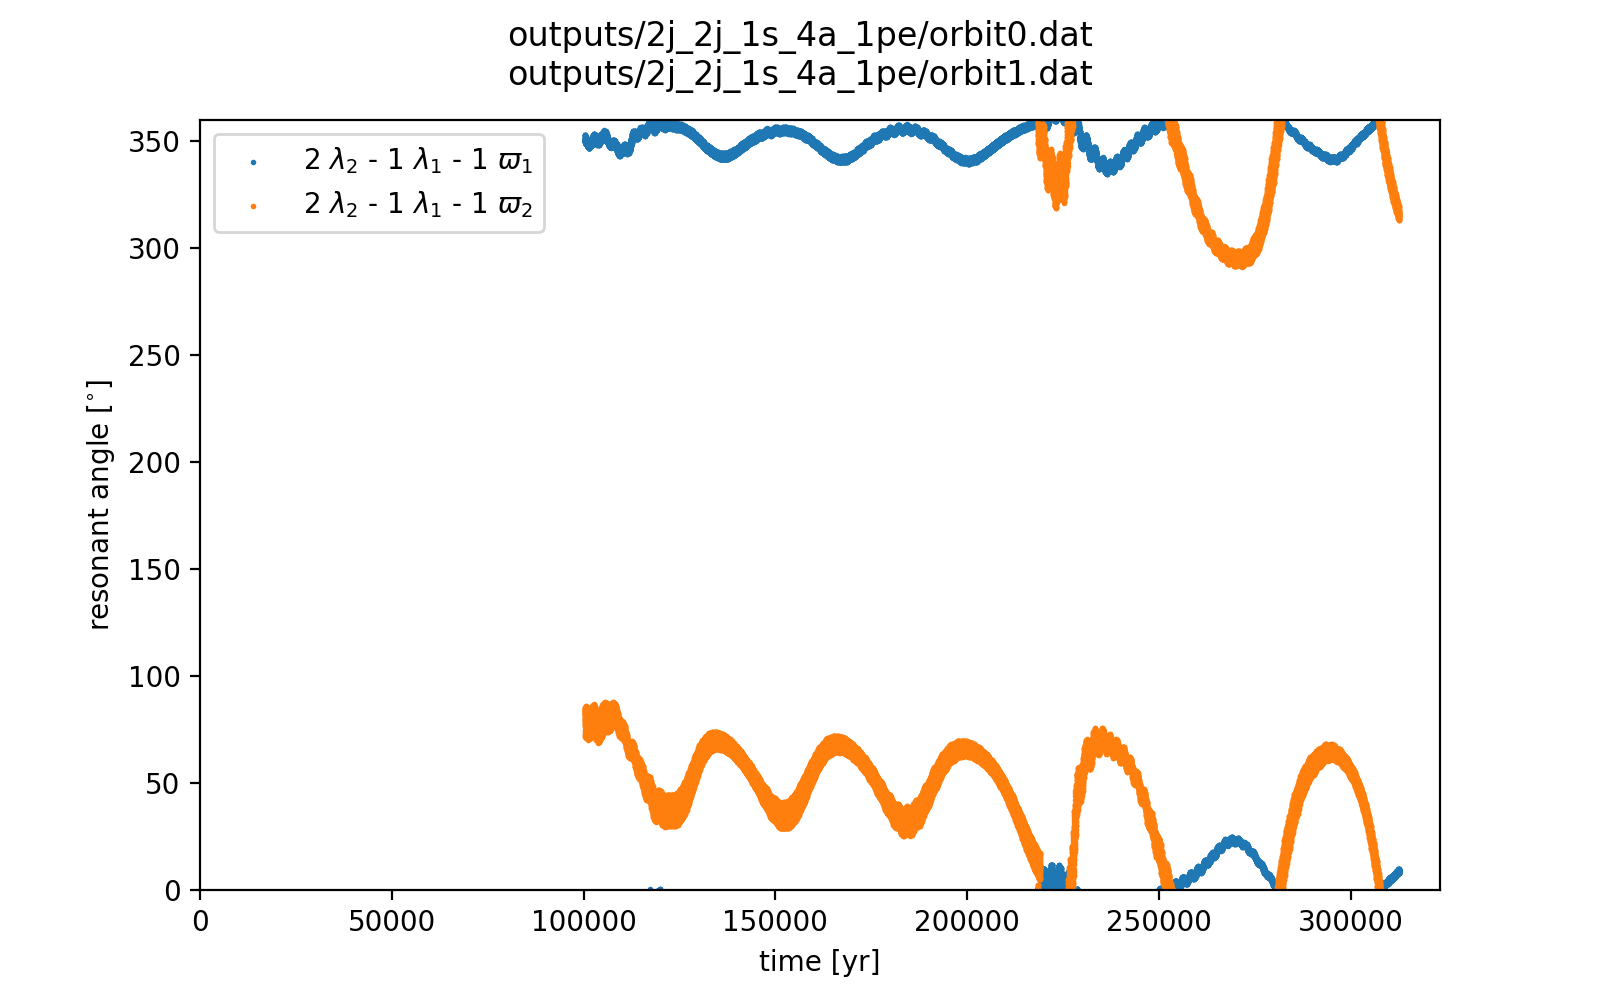 outputs/2j_2j_1s_4a_1pe/orbit0.dat
outputs/2j_2j_1s_4a_1pe/orbit1.dat
2 λ₂ - 1 λ₁ - 1 ϖ₁
2 λ₂ - 1 λ₁ - 1 ϖ₂
350
300
250
200
150
100
50
0
resonant angle [°]
0 50000 100000 150000 200000 250000 300000
time [yr]